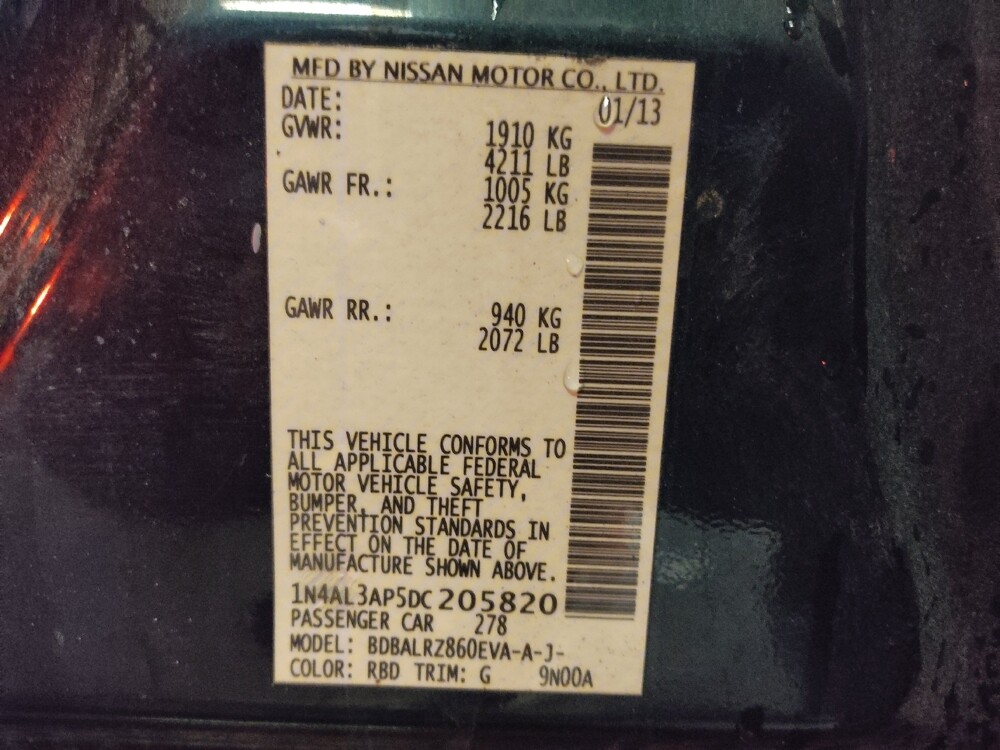 MFD BY NISSAN MOTOR CO., LTD.
DATE: 01/13
GVWR: 1910 KG
4211 LB
GAWR FR.: 1005 KG
2216 LB
GAWR RR.: 940 KG
2072 LB
THIS VEHICLE CONFORMS TO
ALL APPLICABLE FEDERAL
MOTOR VEHICLE SAFETY,
BUMPER, AND THEFT
PREVENTION STANDARDS IN
EFFECT ON THE DATE OF
MANUFACTURE SHOWN ABOVE.
1N4AL3AP5DC205820
PASSENGER CAR 278
MODEL: BDBALRZ860EVA-A-J-
COLOR: RBD TRIM: G 9N00A